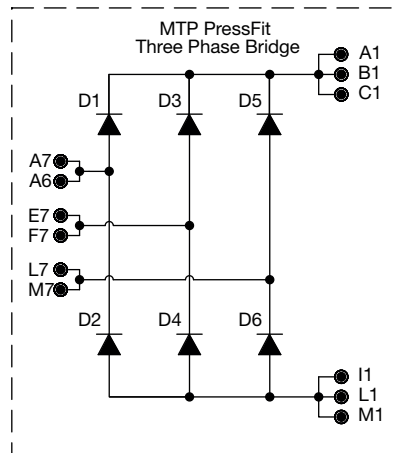 MTP PressFit
Three Phase Bridge
A1
B1
C1
D1 D3 D5
A7
A6
E7
F7
L7
M7
D2 D4 D6
I1
L1
M1